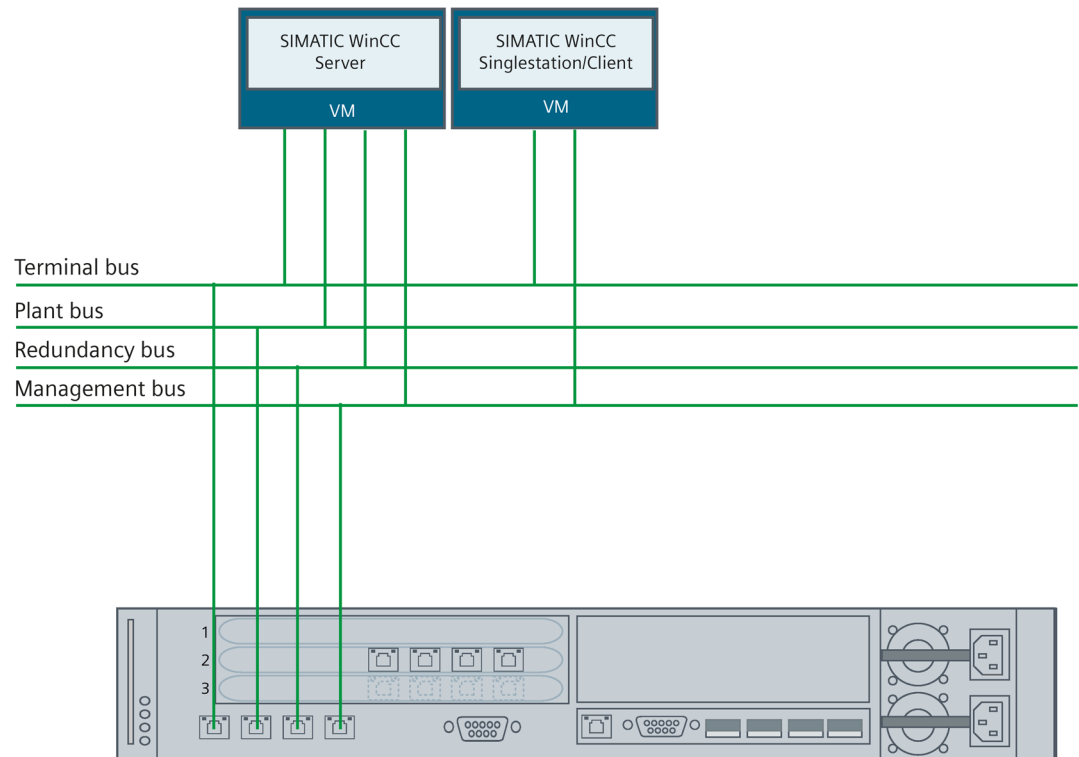 SIMATIC WinCC
Server
VM
SIMATIC WinCC
Singlestation/Client
VM
Terminal bus
Plant bus
Redundancy bus
Management bus
1
2
3